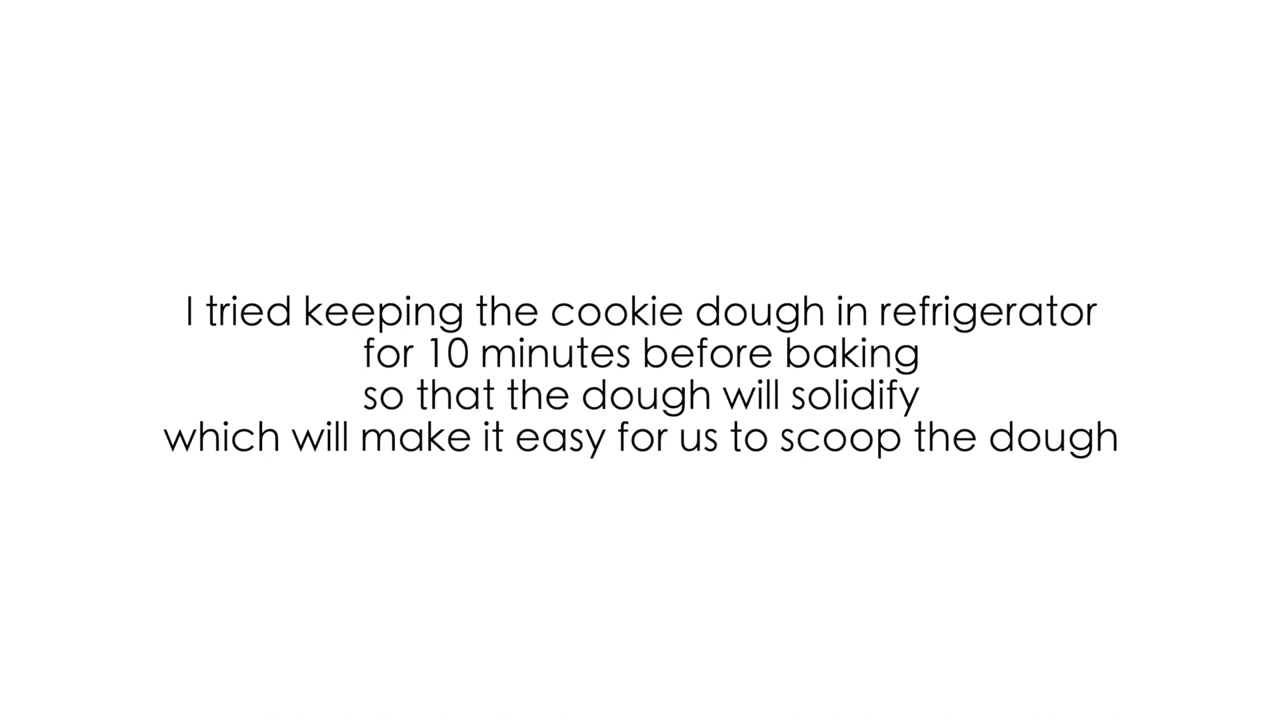 I tried keeping the cookie dough in refrigerator
for 10 minutes before baking
so that the dough will solidify
which will make it easy for us to scoop the dough